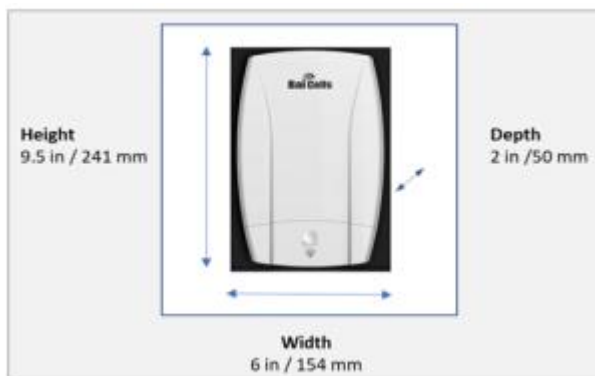 BaiCells
Height
9.5 in / 241 mm
Depth
2 in /50 mm
Width
6 in / 154 mm